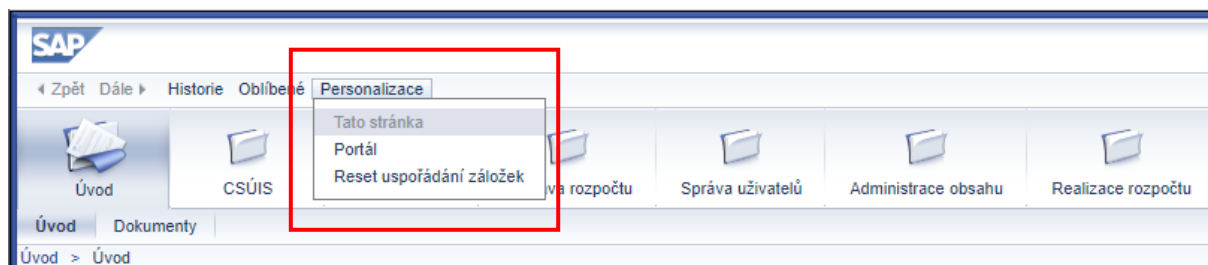 SAP
Zpět Dále Historie Oblíbené Personalizace
Tato stránka
Portál
Reset uspořádání záložek
Úvod CSÚIS rozpočtu Správa uživatelů Administrace obsahu Realizace rozpočtu
Úvod Dokumenty
Úvod > Úvod